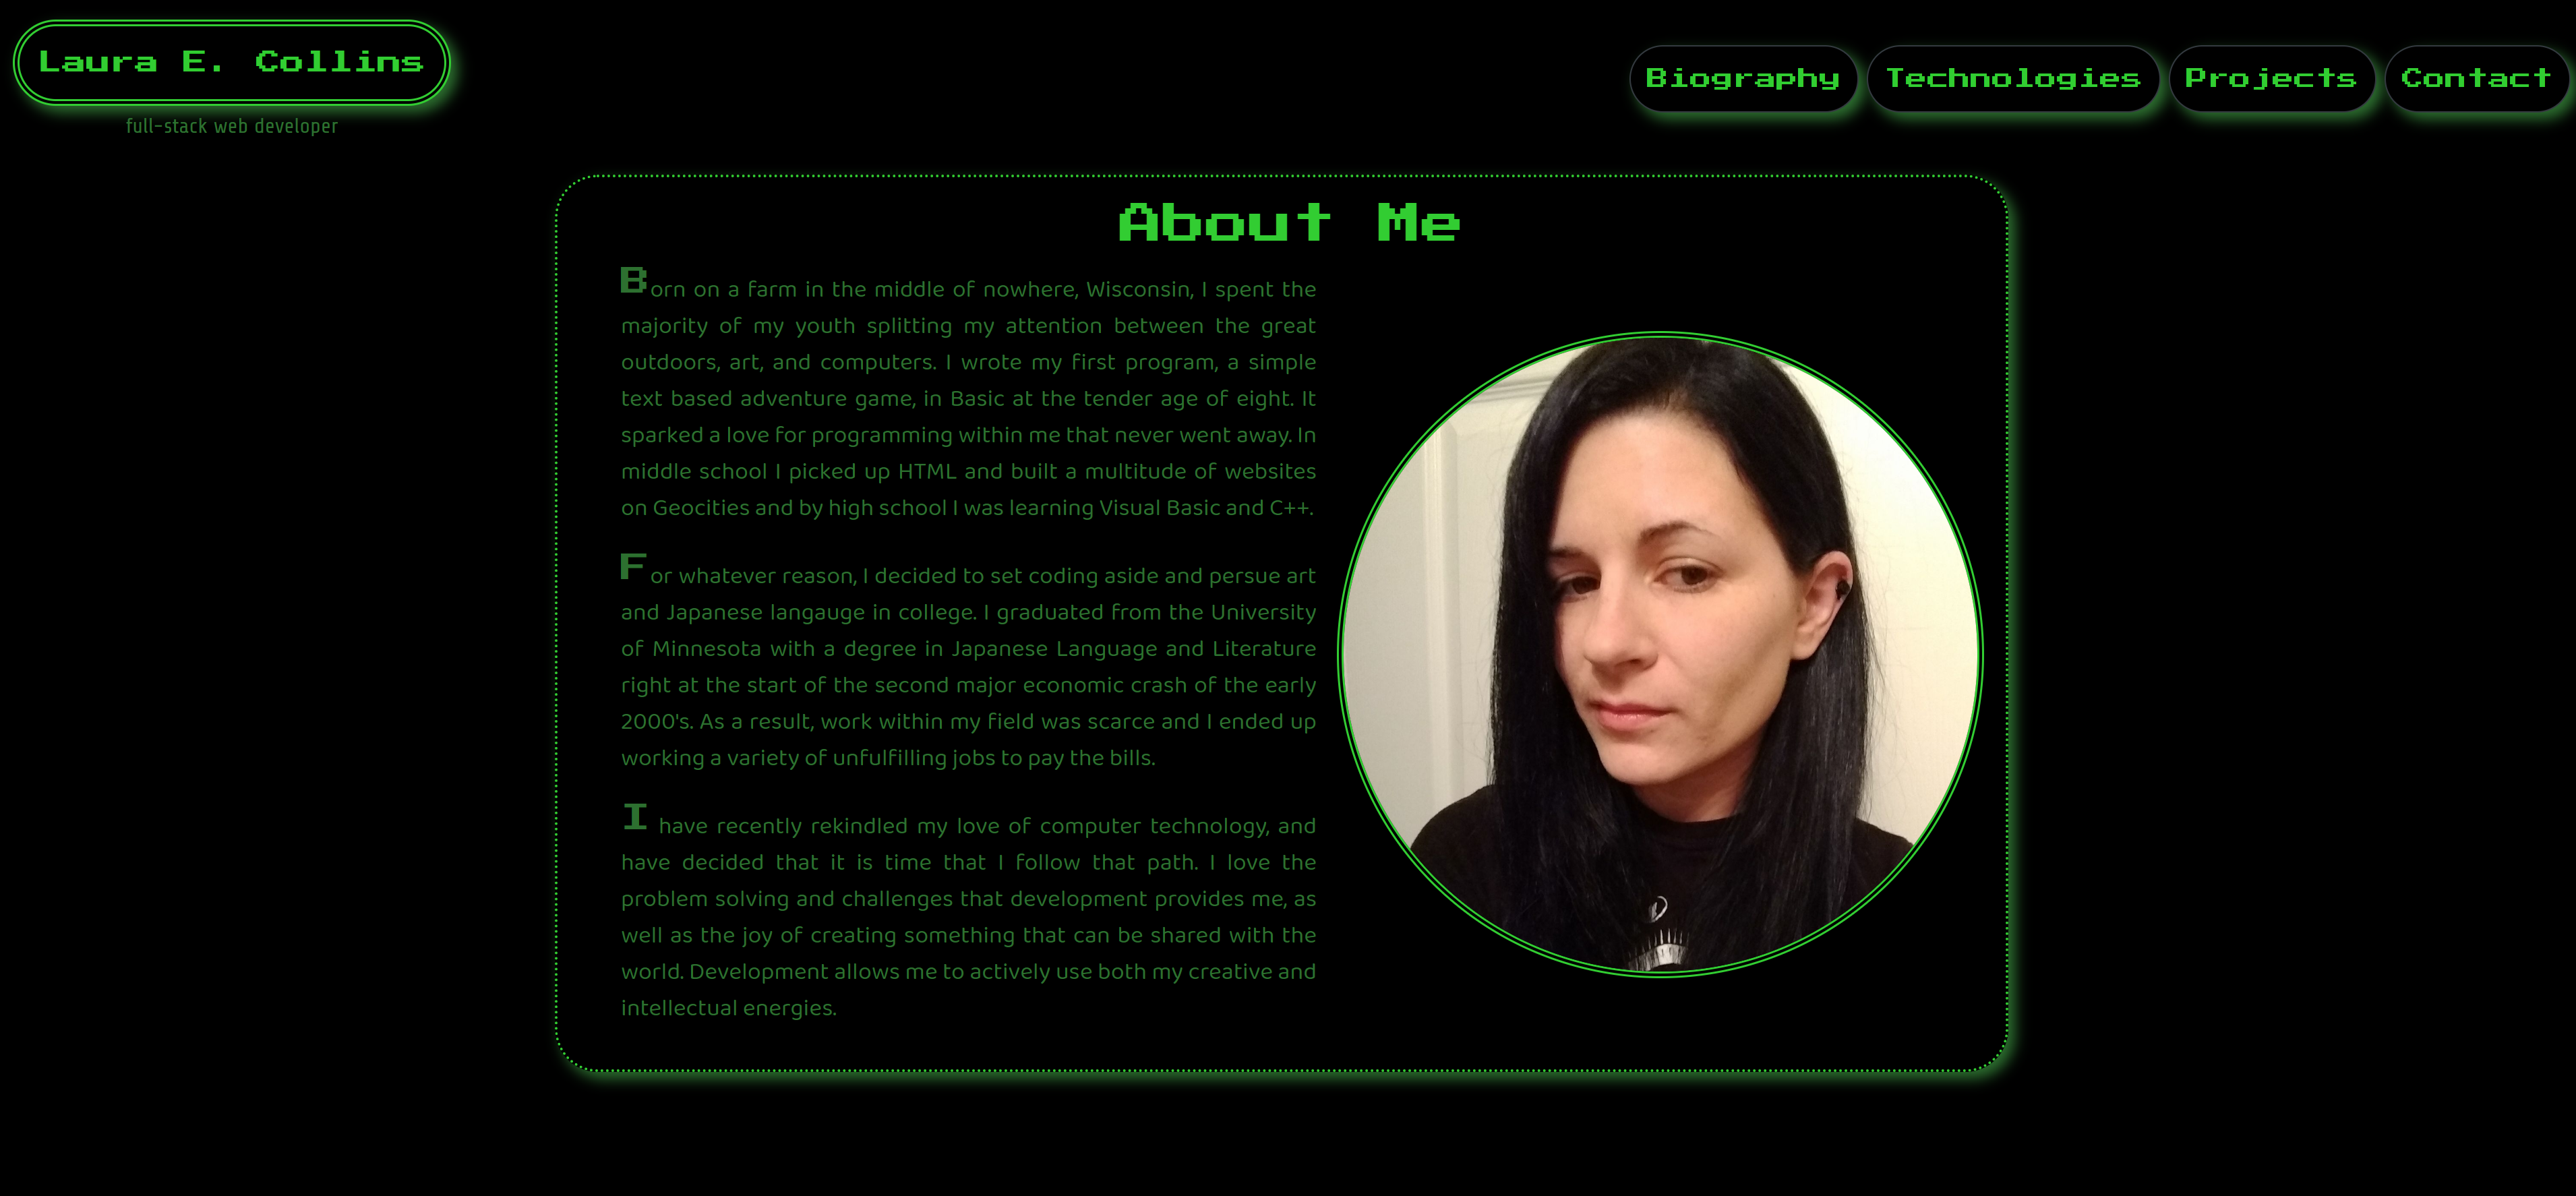 Laura E. Collins
full-stack web developer
Biography Technologies Projects Contact
About Me
Born on a farm in the middle of nowhere, Wisconsin, I spent the
majority of my youth splitting my attention between the great
outdoors, art, and computers. I wrote my first program, a simple
text based adventure game, in Basic at the tender age of eight. It
sparked a love for programming within me that never went away. In
middle school I picked up HTML and built a multitude of websites
on Geocities and by high school I was learning Visual Basic and C++.
For whatever reason, I decided to set coding aside and persue art
and Japanese langauge in college. I graduated from the University
of Minnesota with a degree in Japanese Language and Literature
right at the start of the second major economic crash of the early
2000's. As a result, work within my field was scarce and I ended up
working a variety of unfulfilling jobs to pay the bills.
I have recently rekindled my love of computer technology, and
have decided that it is time that I follow that path. I love the
problem solving and challenges that development provides me, as
well as the joy of creating something that can be shared with the
world. Development allows me to actively use both my creative and
intellectual energies.